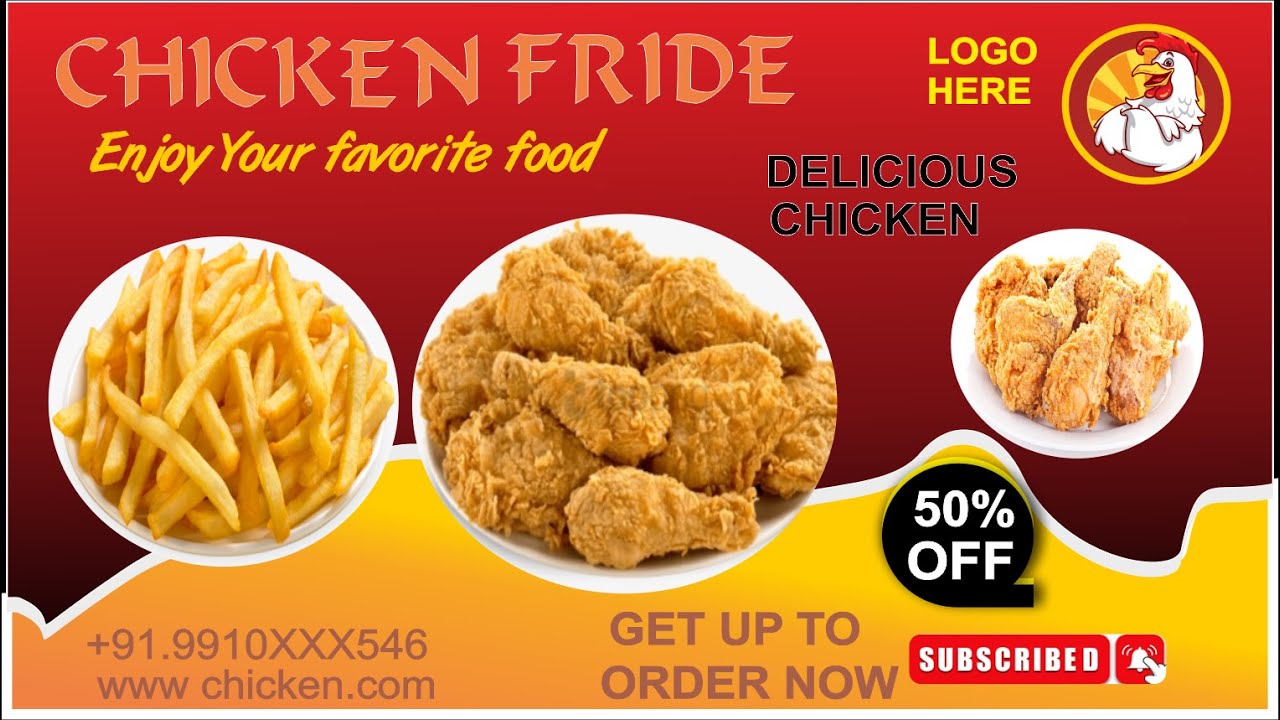 CHICKEN FRIDE
Enjoy Your favorite food
LOGO
HERE
DELICIOUS
CHICKEN
50%
OFF
+91.9910XXX546
www chicken.com
GET UP TO
ORDER NOW
SUBSCRIBED